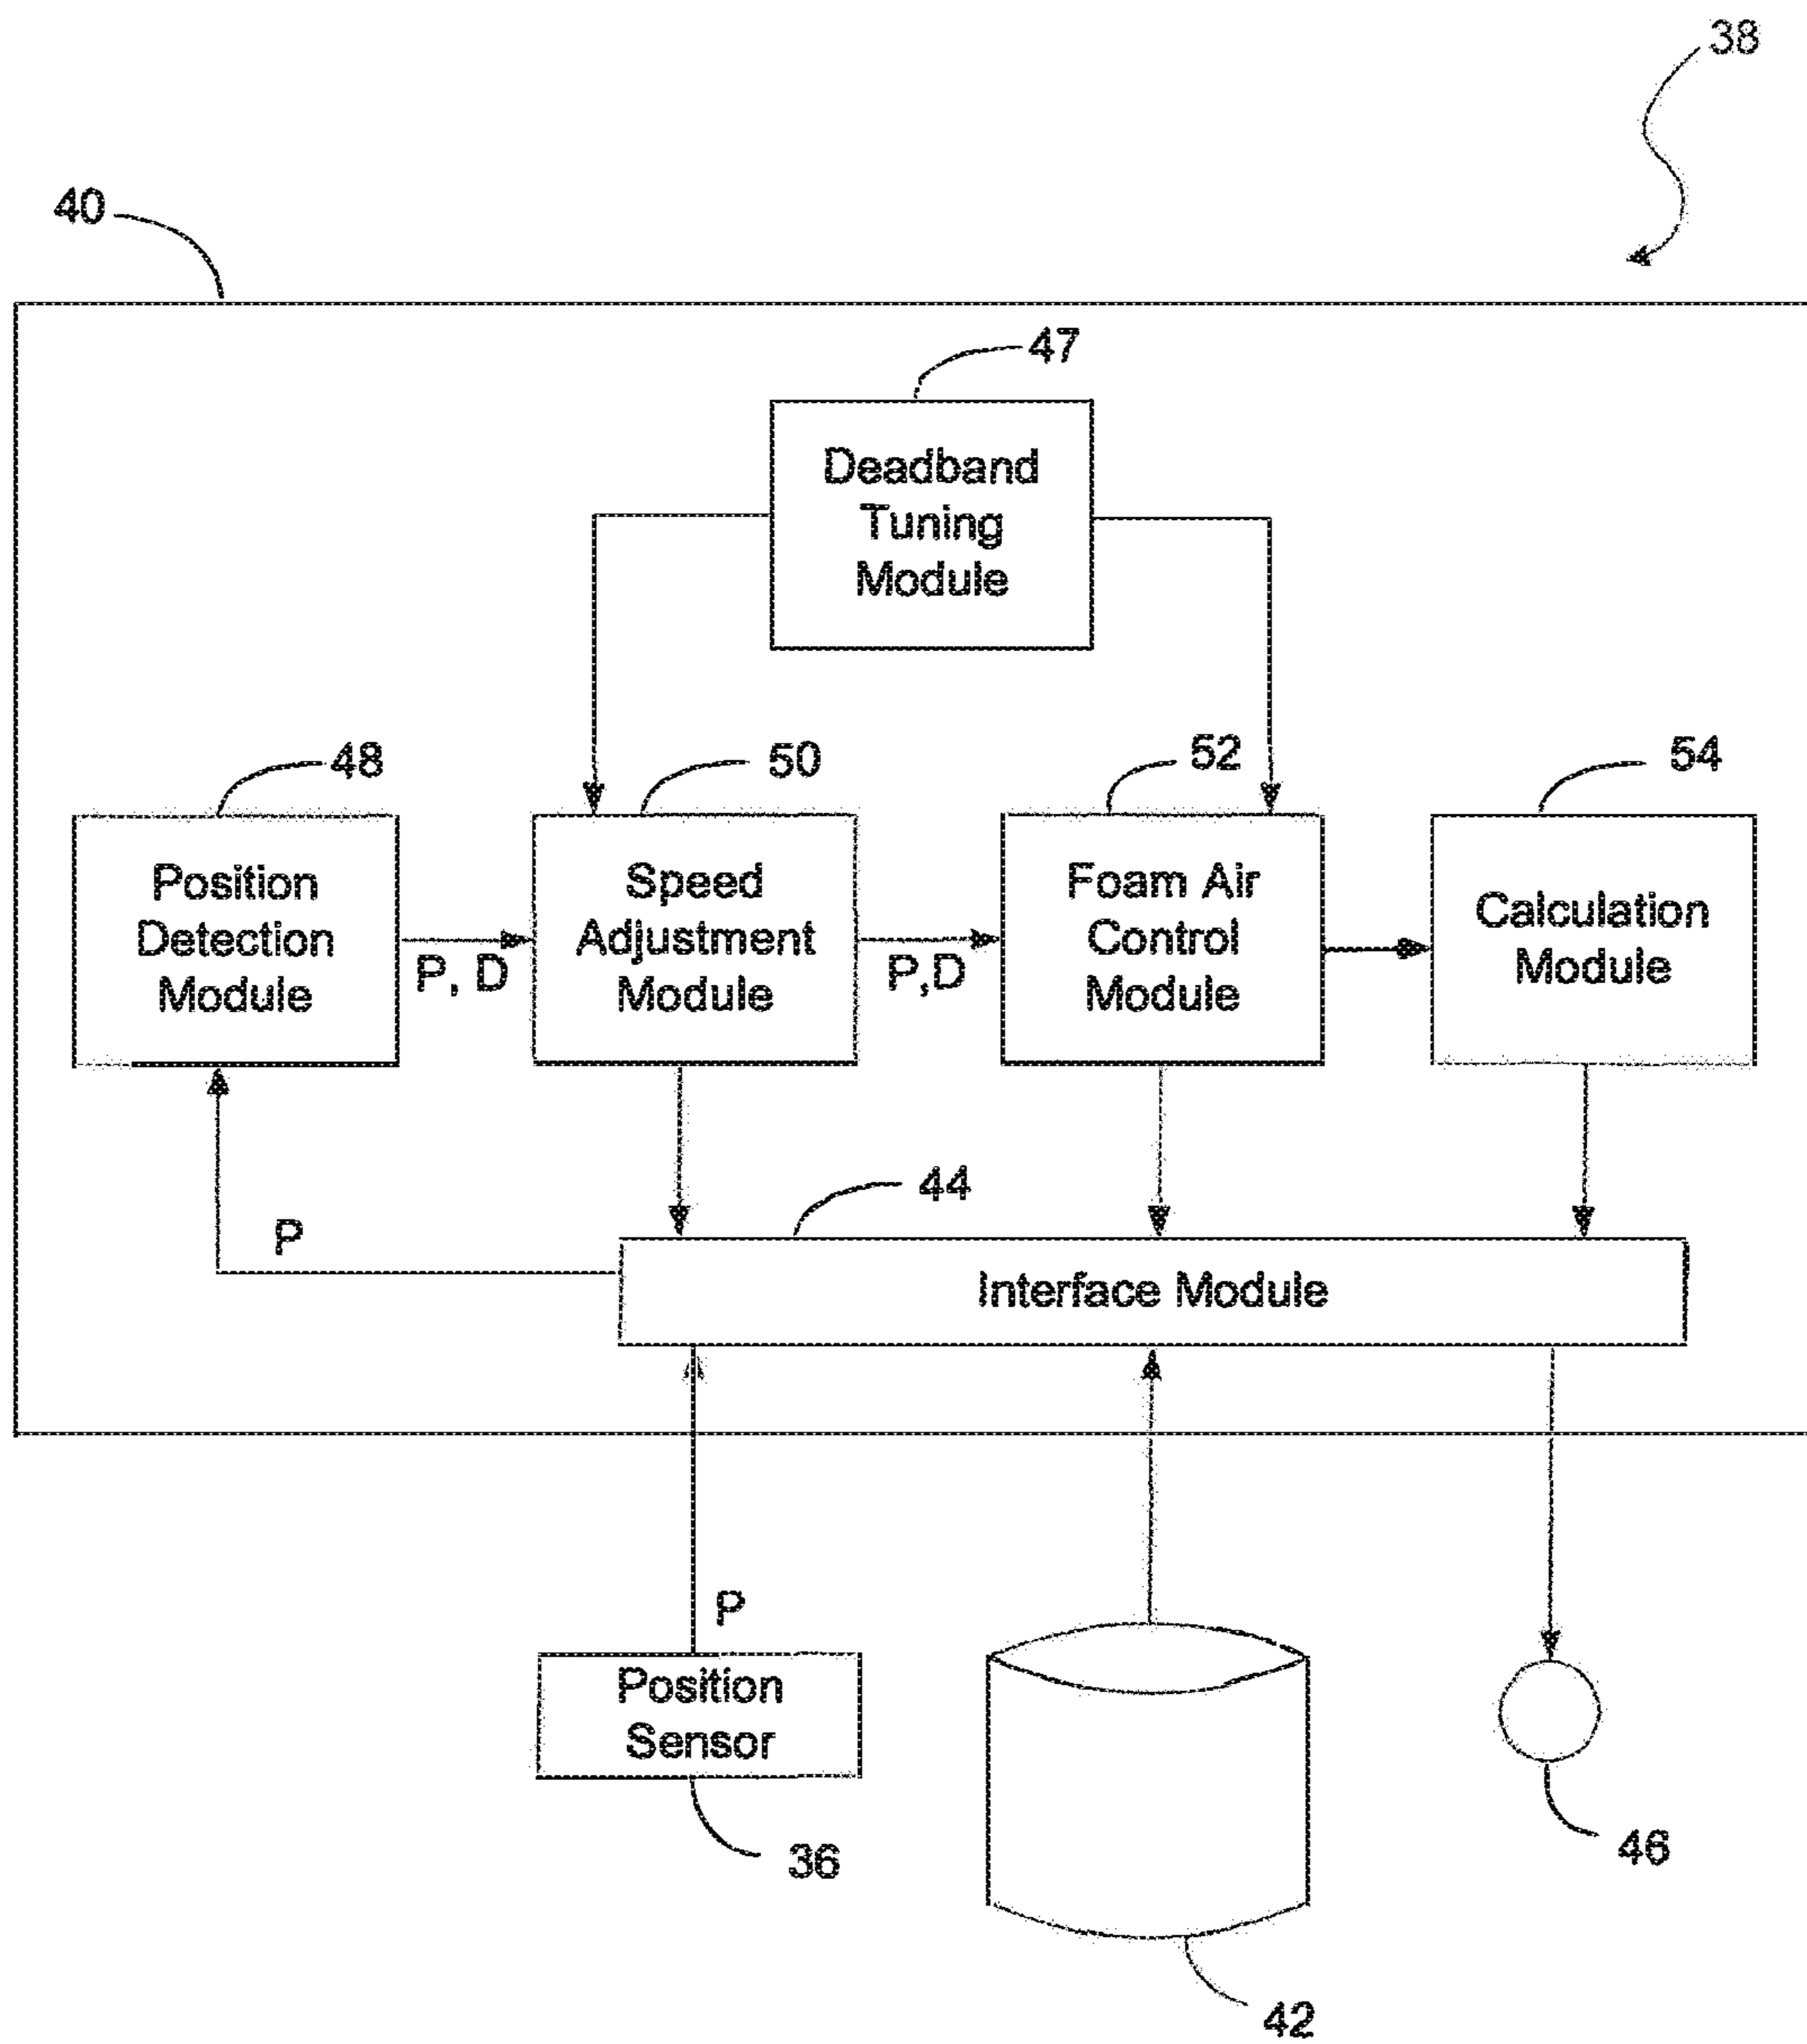 38
40
47
Deadband
Tuning
Module
48
50
52
54
Position
Detection
Module
P, D
Speed
Adjustment
Module
P,D
Foam Air
Control
Module
Calculation
Module
44
P
Interface Module
P
Position
Sensor
36
46
42